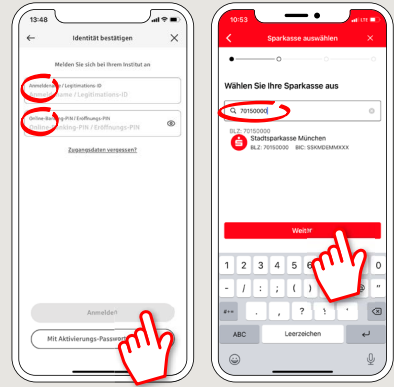 13:48
Identität bestätigen
Melden Sie sich bei Ihrem Institut an
Anmeldename / Legitimations-ID
Anmeldename / Legitimations-ID
Online-Banking-PIN / Eröffnungs-PIN
Online-Banking-PIN / Eröffnungs-PIN
Zugangsdaten vergessen?
Anmelden
Mit Aktivierungs-Passwort
10:53
LTE
Sparkasse auswählen
Wählen Sie Ihre Sparkasse aus
70150000
BLZ: 70150000
Stadtsparkasse München
BLZ: 70150000 BIC: SSKMDEMMXXX
Weiter
1 2 3 4 5 6 0
- / : ; ( ) @ "
#+= . , ? ! '
ABC Leerzeichen